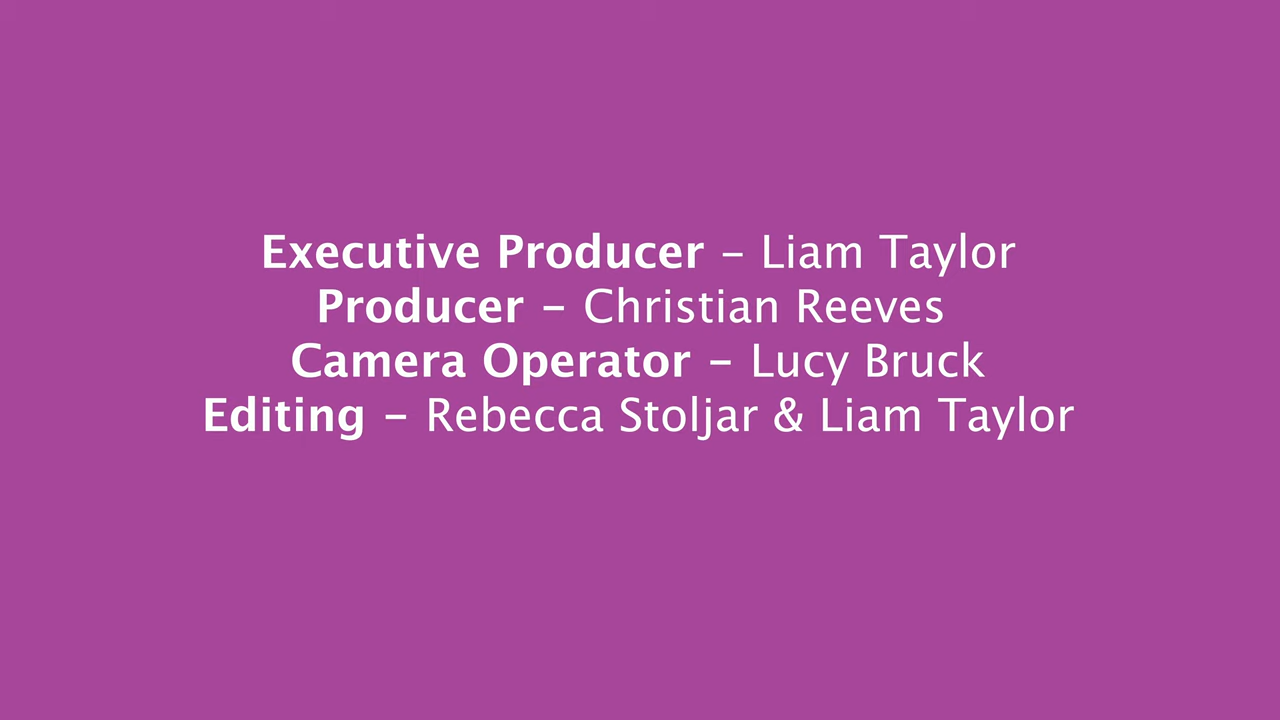 Executive Producer – Liam Taylor
Producer – Christian Reeves
Camera Operator – Lucy Bruck
Editing – Rebecca Stoljar & Liam Taylor